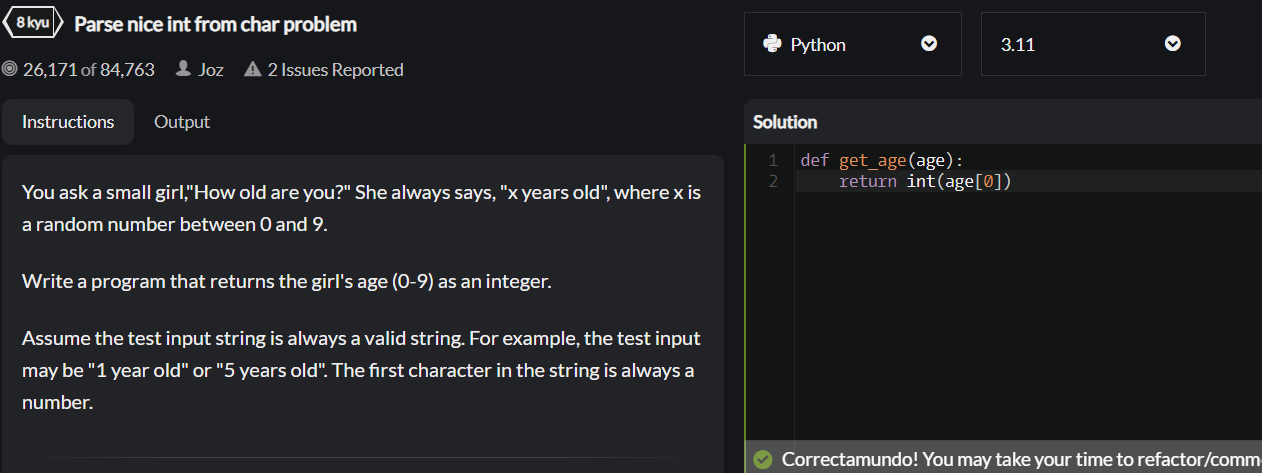 8 kyu Parse nice int from char problem
26,171 of 84,763 Joz 2 Issues Reported
Python 3.11
Instructions Output
You ask a small girl,"How old are you?" She always says, "x years old", where x is
a random number between 0 and 9.
Write a program that returns the girl's age (0-9) as an integer.
Assume the test input string is always a valid string. For example, the test input
may be "1 year old" or "5 years old". The first character in the string is always a
number.
Solution
1 def get_age(age):
2 return int(age[0])
Correctamundo! You may take your time to refactor/comm